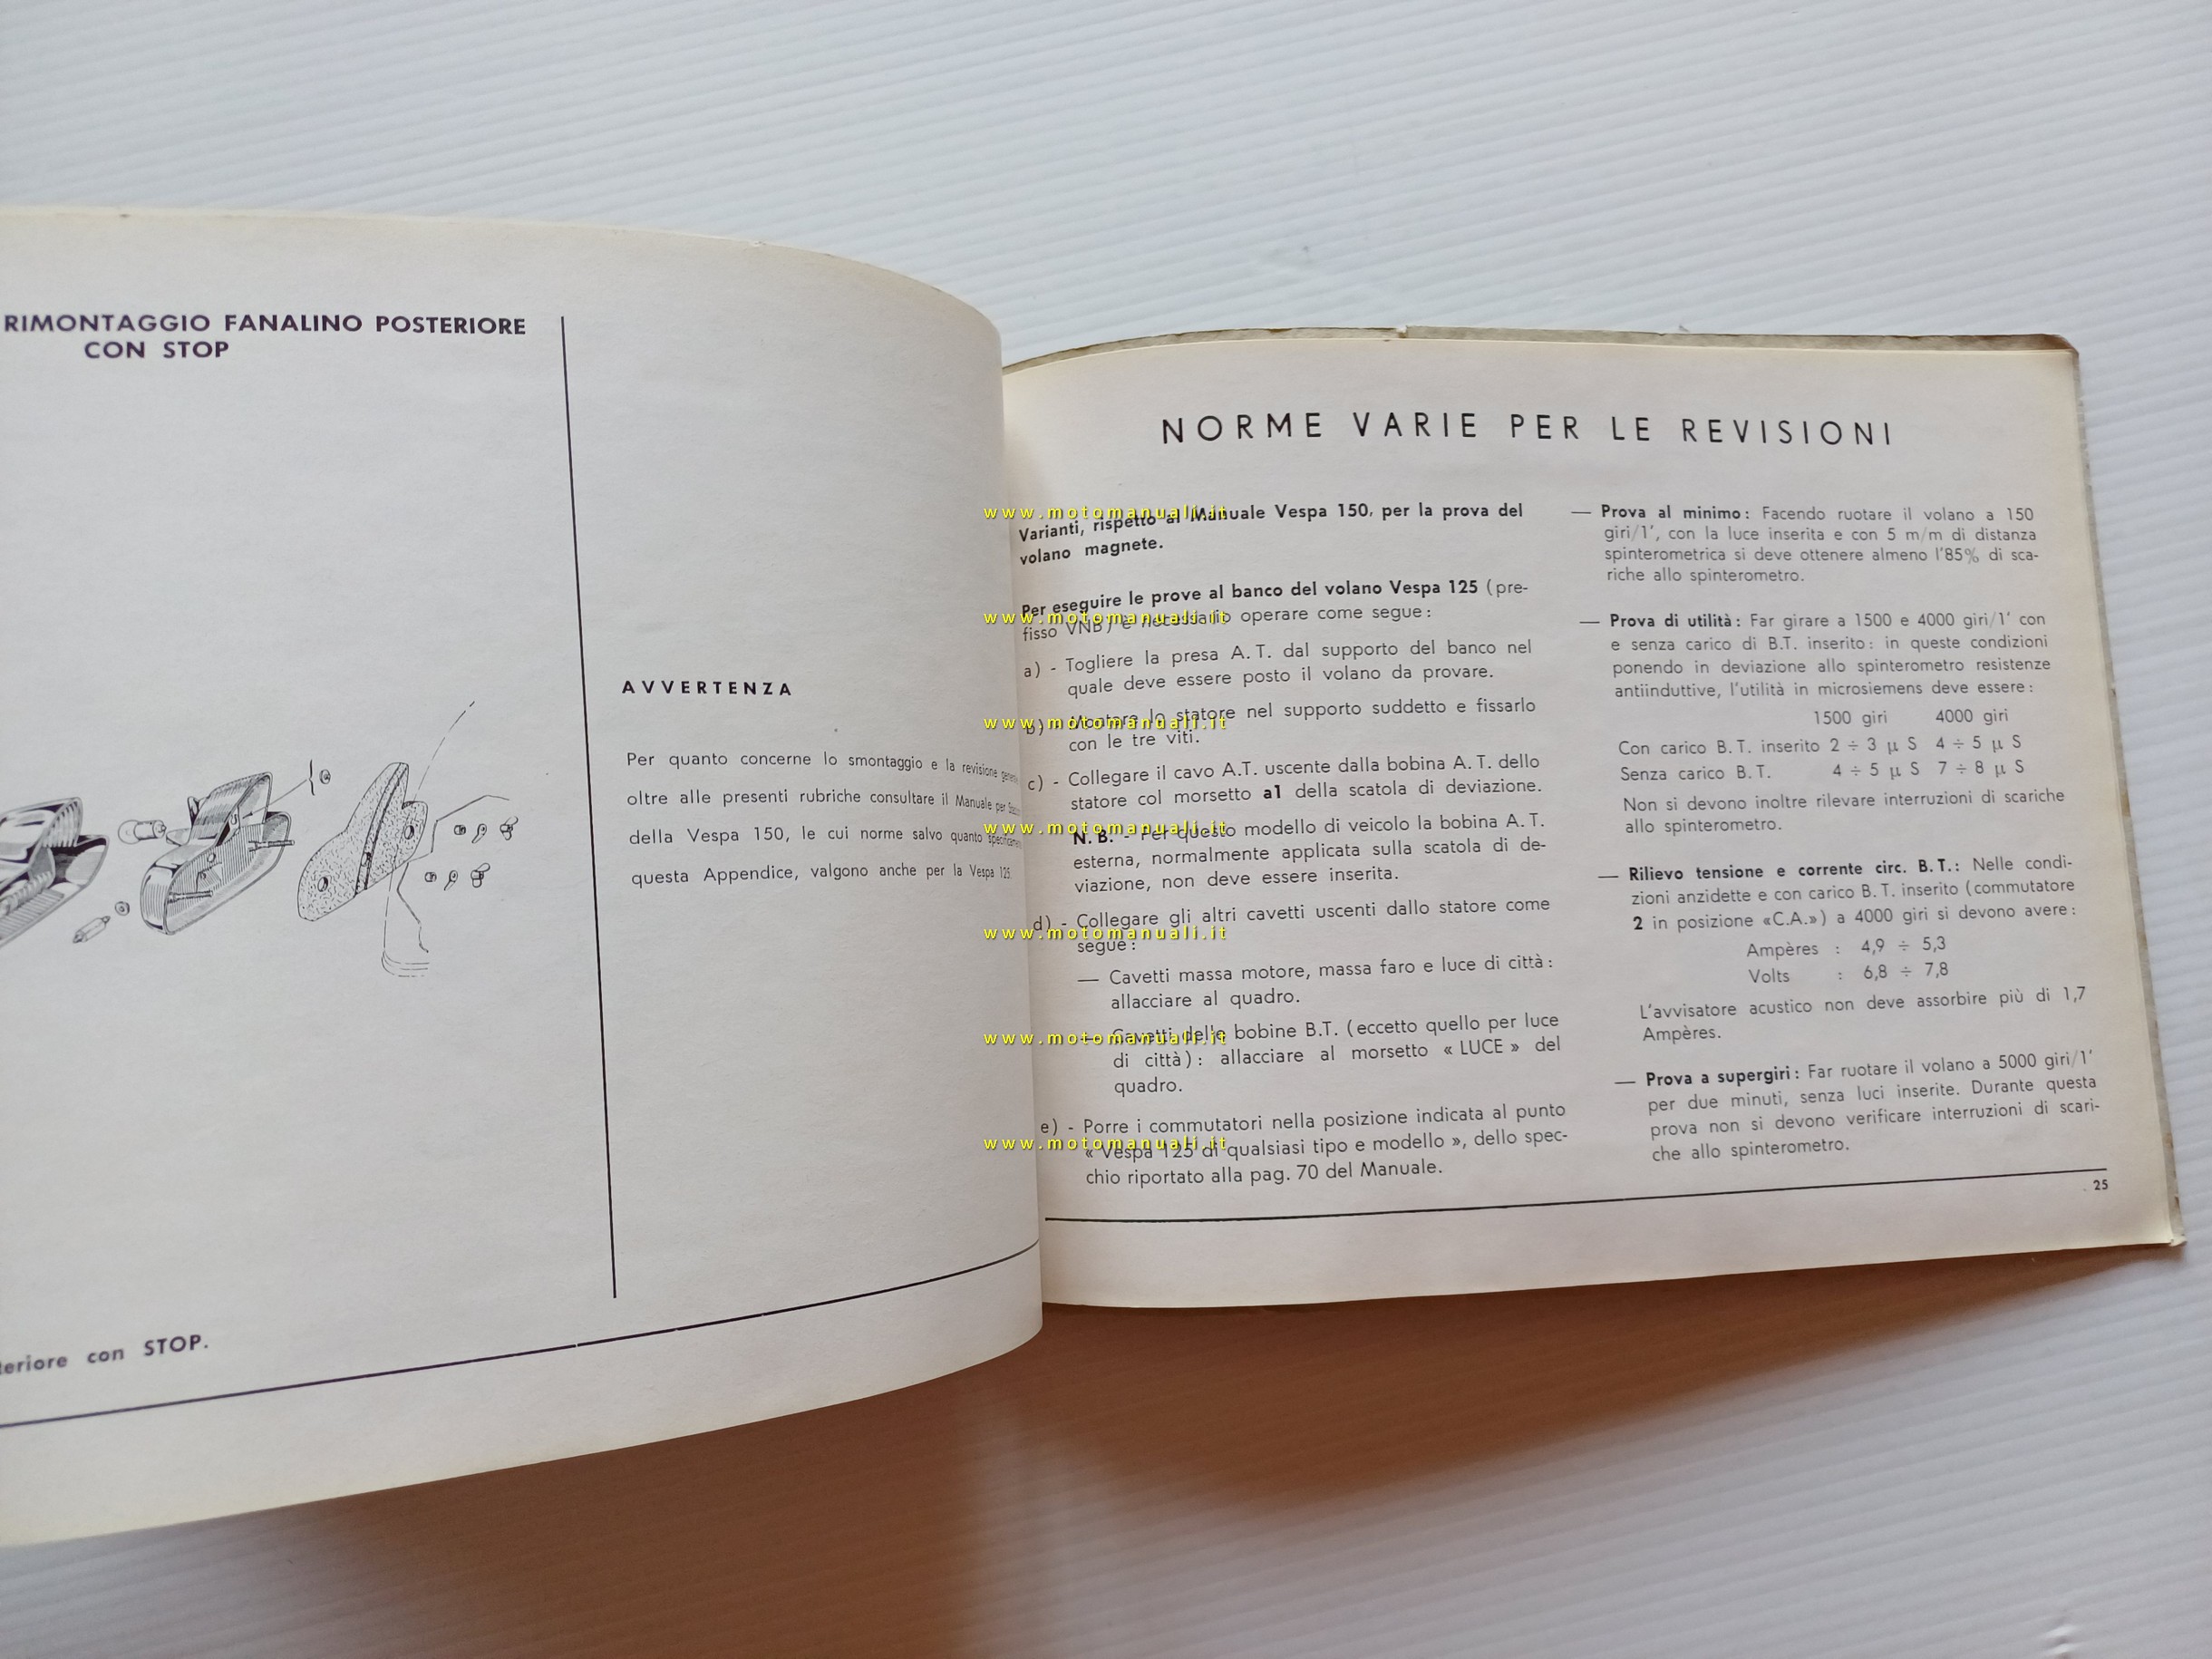 RIMONTAGGIO FANALINO POSTERIORE
CON STOP
teriore con STOP.
AVVERTENZA
Per quanto concerne lo smontaggio e la revisione
oltre alle presenti rubriche consultare il Manuale per
della Vespa 150, le cui norme salvo quanto
questa Appendice, valgono anche per la Vespa 125.
NORME VARIE PER LE REVISIONI
Varianti, rispetto al Manuale Vespa 150, per la prova del
volano magnete.
Per eseguire le prove al banco del volano Vespa 125 (pre-
fisso VNB) è necessario operare come segue:
a) - Togliere la presa A.T. dal supporto del banco nel
quale deve essere posto il volano da provare.
b) - Montare lo statore nel supporto suddetto e fissarlo
con le tre viti.
c) - Collegare il cavo A.T. uscente dalla bobina A.T. dello
statore col morsetto a1 della scatola di deviazione.
N.B. - Per questo modello di veicolo la bobina A.T.
esterna, normalmente applicata sulla scatola di de-
viazione, non deve essere inserita.
d) - Collegare gli altri cavetti uscenti dallo statore come
segue:
— Cavetti massa motore, massa faro e luce di città:
allacciare al quadro.
— Cavetti delle bobine B.T. (eccetto quello per luce
di città): allacciare al morsetto «LUCE» del
quadro.
e) - Porre i commutatori nella posizione indicata al punto
«Vespa 125 di qualsiasi tipo e modello», dello spec-
chio riportato alla pag. 70 del Manuale.
— Prova al minimo: Facendo ruotare il volano a 150
giri/1', con la luce inserita e con 5 m/m di distanza
spinterometrica si deve ottenere almeno l'85% di sca-
riche allo spinterometro.
— Prova di utilità: Far girare a 1500 e 4000 giri/1' con
e senza carico di B.T. inserito: in queste condizioni
ponendo in deviazione allo spinterometro resistenze
antiinduttive, l'utilità in microsiemens deve essere:
1500 giri 4000 giri
Con carico B.T. inserito 2 ÷ 3 µ S 4 ÷ 5 µ S
Senza carico B.T. 4 ÷ 5 µ S 7 ÷ 8 µ S
Non si devono inoltre rilevare interruzioni di scariche
allo spinterometro.
— Rilievo tensione e corrente circ. B.T.: Nelle condi-
zioni anzidette e con carico B.T. inserito (commutatore
2 in posizione «C.A.») a 4000 giri si devono avere:
Ampères : 4,9 ÷ 5,3
Volts : 6,8 ÷ 7,8
L'avvisatore acustico non deve assorbire più di 1,7
Ampères.
— Prova a supergiri: Far ruotare il volano a 5000 giri/1'
per due minuti, senza luci inserite. Durante questa
prova non si devono verificare interruzioni di scari-
che allo spinterometro.
25
www.motomanuali.it
www.motomanuali.it
www.motomanuali.it
www.motomanuali.it
www.motomanuali.it
www.motomanuali.it
www.motomanuali.it